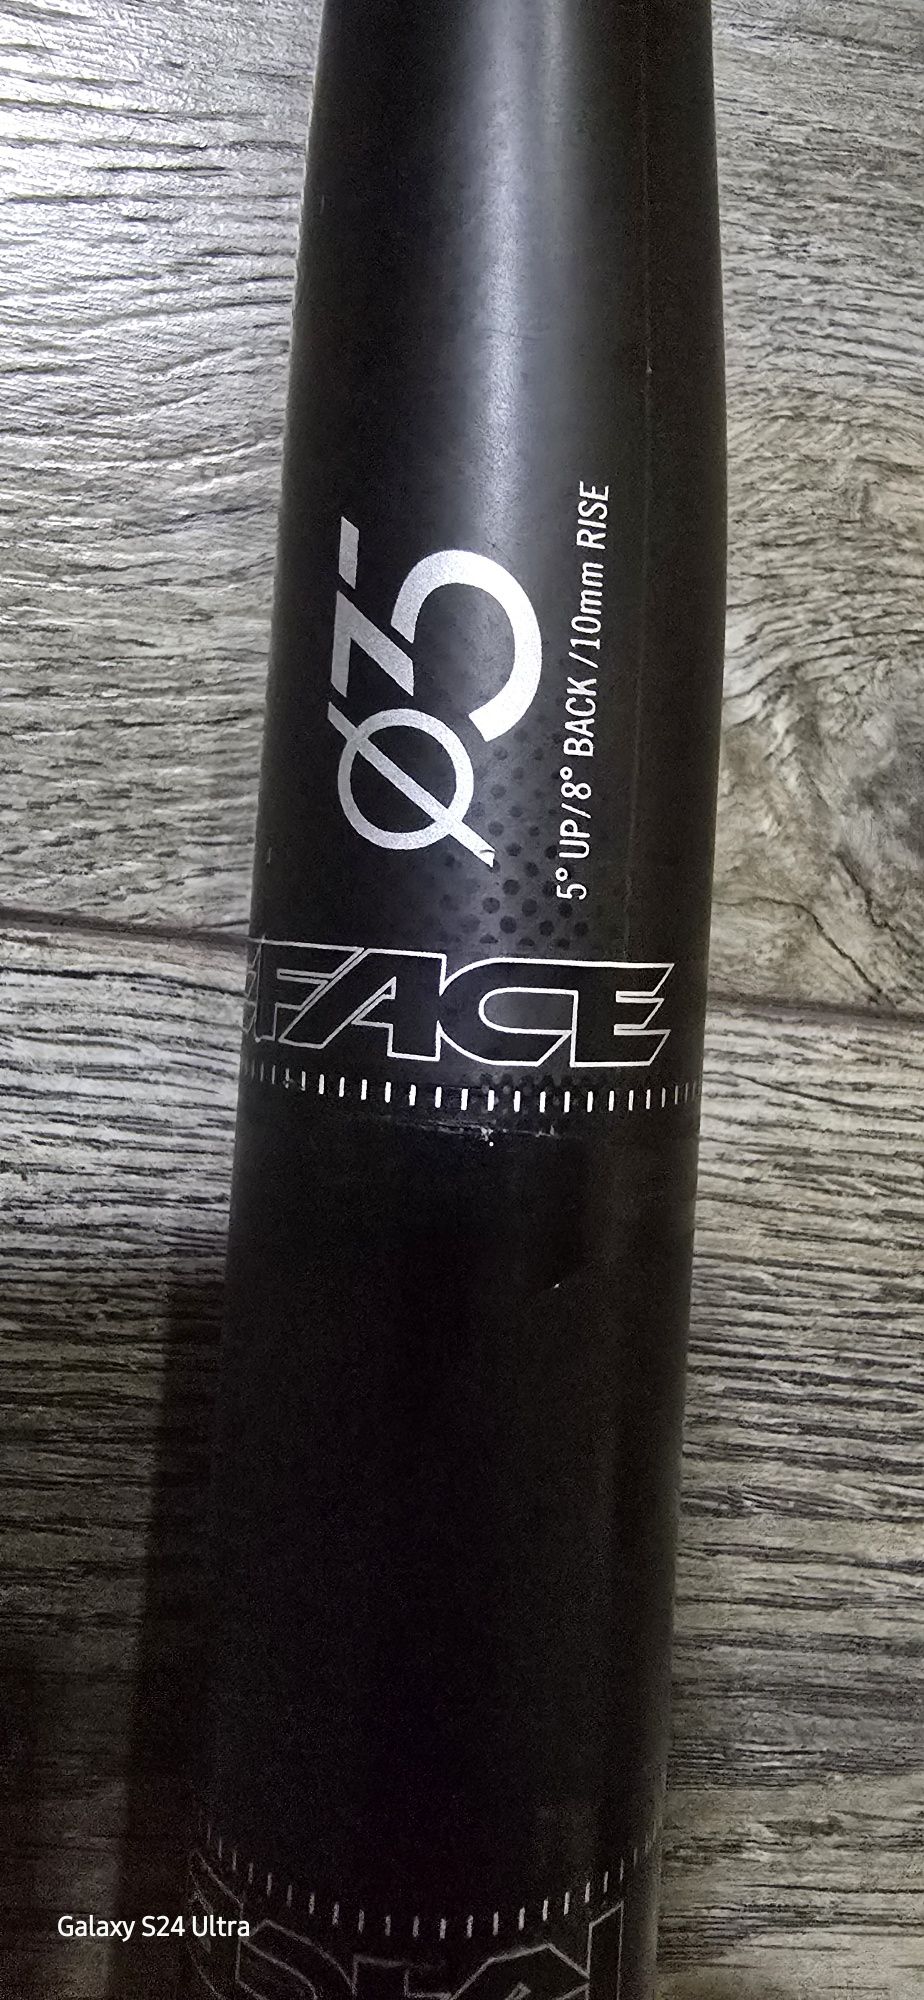 Ø35
5° UP/8° BACK /10mm RISE
FACE
Galaxy S24 Ultra